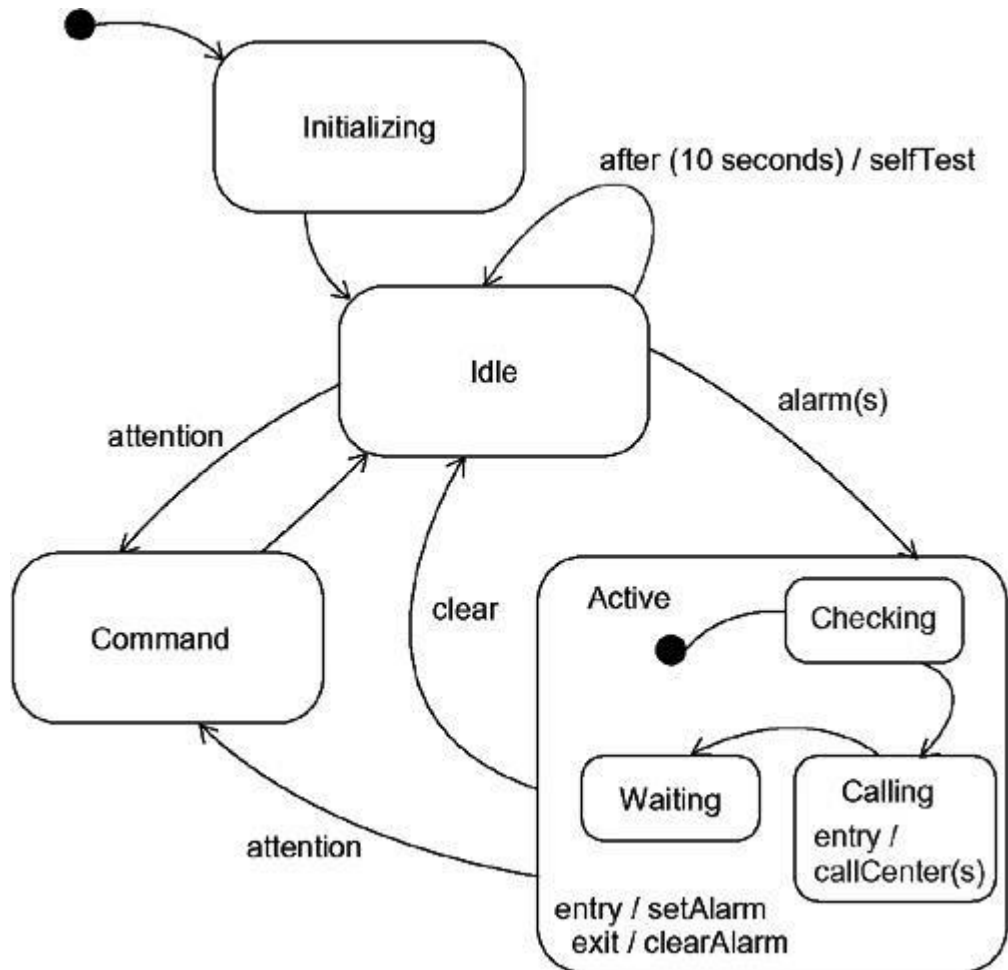 Initializing
after (10 seconds) / selfTest
Idle
alarm(s)
attention
Command
clear
Active
Checking
Waiting
Calling
entry /
callCenter(s)
attention
entry / setAlarm
exit / clearAlarm